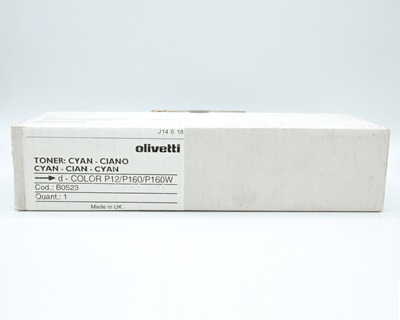 J14 6 18
olivetti
TONER: CYAN - CIANO
CYAN - CIAN - CYAN
d - COLOR P12/P160/P160W
Cod.: B0523
Quant.: 1
Made in UK.